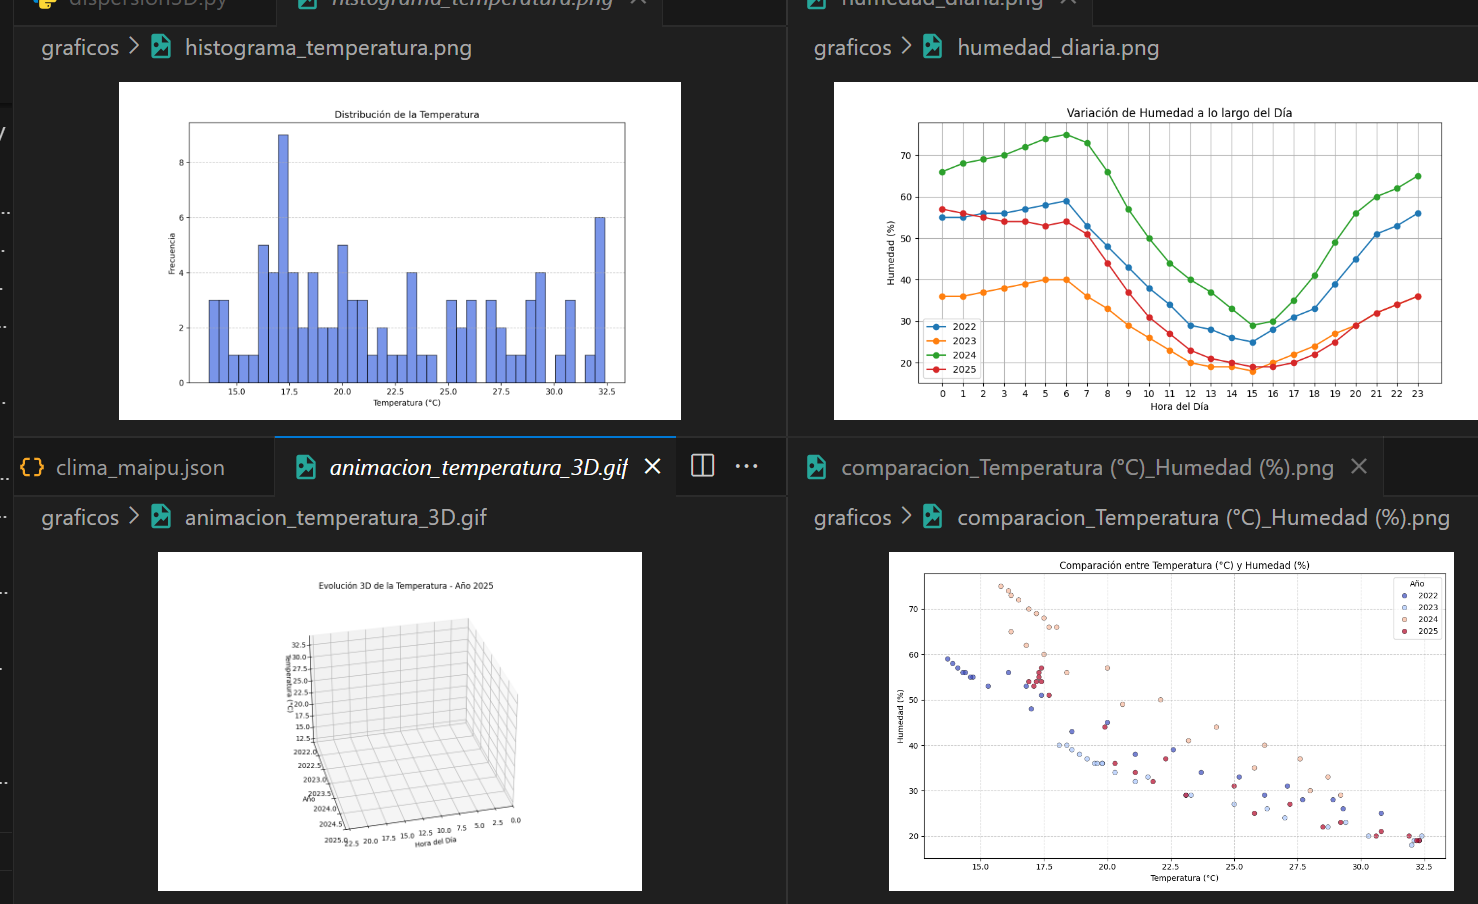 dispersion3D.py
histograma_temperatura.png
humedad_diaria.png
graficos > histograma_temperatura.png
graficos > humedad_diaria.png
Distribución de la Temperatura
Frecuencia
8
6
4
2
0
15.0 17.5 20.0 22.5 25.0 27.5 30.0 32.5
Temperatura (°C)
Variación de Humedad a lo largo del Día
Humedad (%)
70
60
50
40
30
20
2022
2023
2024
2025
0 1 2 3 4 5 6 7 8 9 10 11 12 13 14 15 16 17 18 19 20 21 22 23
Hora del Día
clima_maipu.json
animacion_temperatura_3D.gif
comparacion_Temperatura (°C)_Humedad (%).png
graficos > animacion_temperatura_3D.gif
graficos > comparacion_Temperatura (°C)_Humedad (%).png
Evolución 3D de la Temperatura - Año 2025
32.5
30.0
27.5
25.0
22.5
20.0
17.5
15.0
12.5
Temperatura (°C)
2022.0
2022.5
2023.0
2023.5
Año
2024.0
2024.5
2025.0
22.5 20.0 17.5 15.0 12.5 10.0 7.5 5.0 2.5 0.0
Hora del Día
Comparación entre Temperatura (°C) y Humedad (%)
Año
2022
2023
2024
2025
Humedad (%)
70
60
50
40
30
20
15.0 17.5 20.0 22.5 25.0 27.5 30.0 32.5
Temperatura (°C)